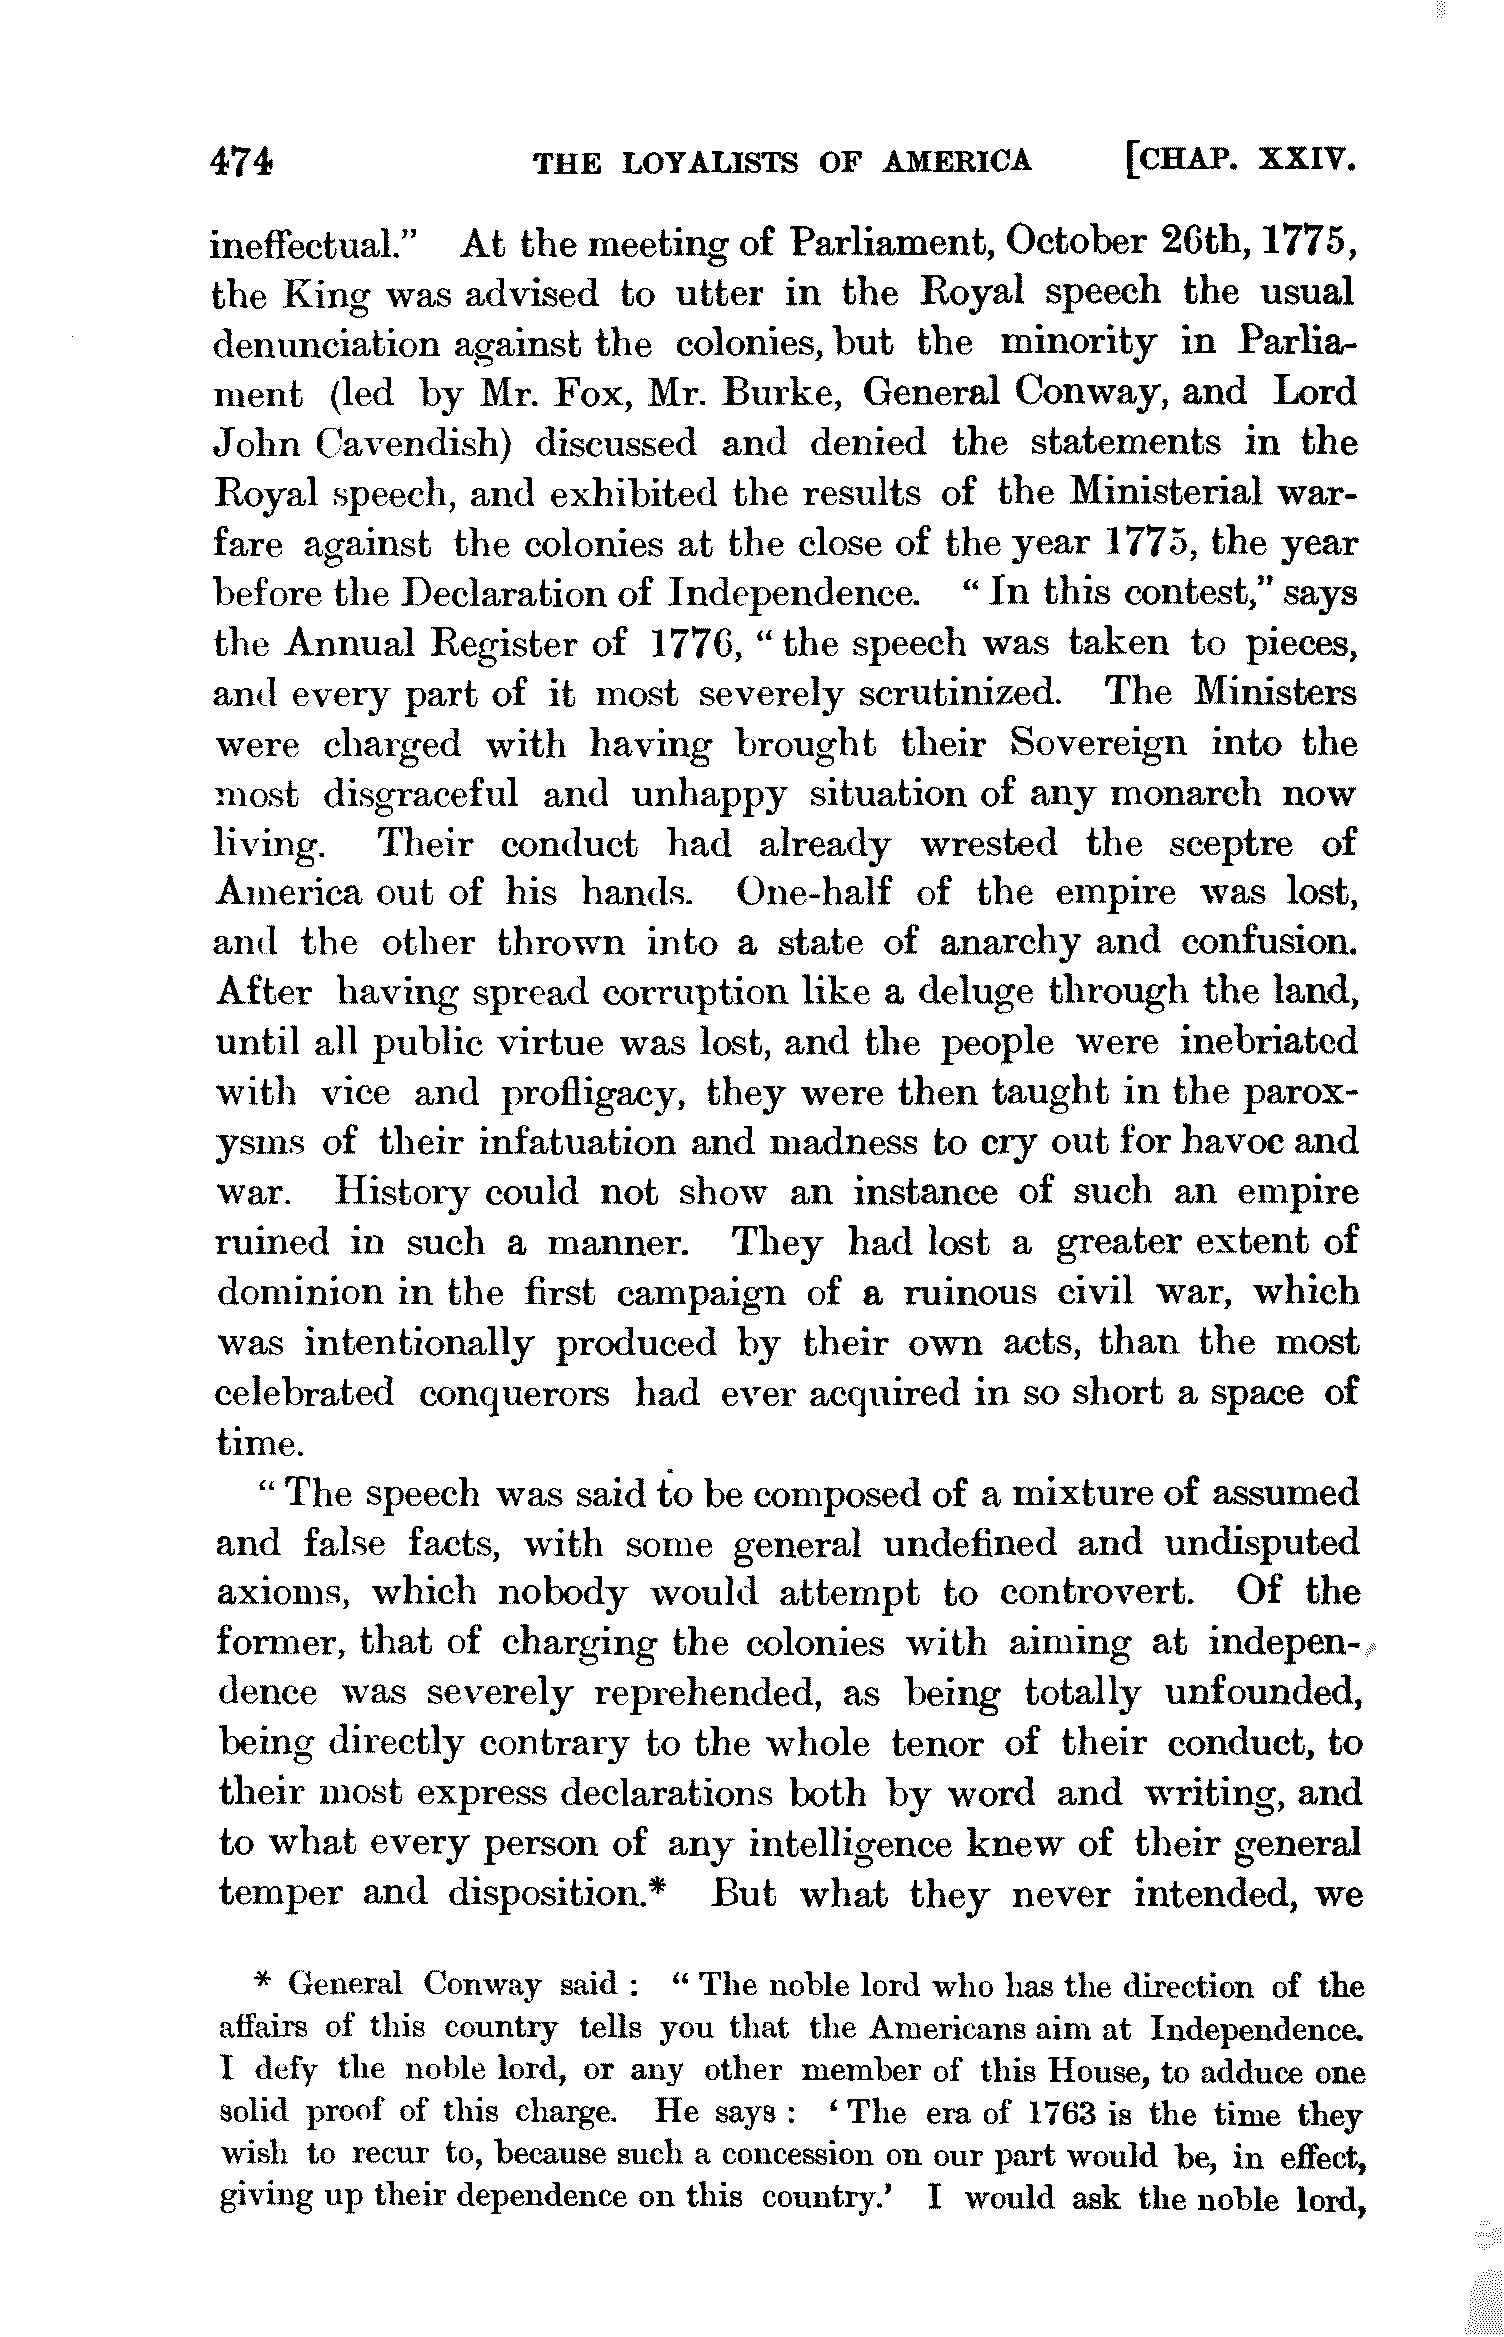 474 THE LOYALISTS OF AMERICA [CHAP. XXIV.
ineffectual." At the meeting of Parliament, October 26th, 1775,
the King was advised to utter in the Royal speech the usual
denunciation against the colonies, but the minority in Parlia-
ment (led by Mr. Fox, Mr. Burke, General Conway, and Lord
John Cavendish) discussed and denied the statements in the
Royal speech, and exhibited the results of the Ministerial war-
fare against the colonies at the close of the year 1775, the year
before the Declaration of Independence. "In this contest," says
the Annual Register of 1776, "the speech was taken to pieces,
and every part of it most severely scrutinized. The Ministers
were charged with having brought their Sovereign into the
most disgraceful and unhappy situation of any monarch now
living. Their conduct had already wrested the sceptre of
America out of his hands. One-half of the empire was lost,
and the other thrown into a state of anarchy and confusion.
After having spread corruption like a deluge through the land,
until all public virtue was lost, and the people were inebriated
with vice and profligacy, they were then taught in the parox-
ysms of their infatuation and madness to cry out for havoc and
war. History could not show an instance of such an empire
ruined in such a manner. They had lost a greater extent of
dominion in the first campaign of a ruinous civil war, which
was intentionally produced by their own acts, than the most
celebrated conquerors had ever acquired in so short a space of
time.
"The speech was said to be composed of a mixture of assumed
and false facts, with some general undefined and undisputed
axioms, which nobody would attempt to controvert. Of the
former, that of charging the colonies with aiming at indepen-
dence was severely reprehended, as being totally unfounded,
being directly contrary to the whole tenor of their conduct, to
their most express declarations both by word and writing, and
to what every person of any intelligence knew of their general
temper and disposition.* But what they never intended, we
* General Conway said : "The noble lord who has the direction of the
affairs of this country tells you that the Americans aim at Independence.
I defy the noble lord, or any other member of this House, to adduce one
solid proof of this charge. He says : 'The era of 1763 is the time they
wish to recur to, because such a concession on our part would be, in effect,
giving up their dependence on this country.' I would ask the noble lord,